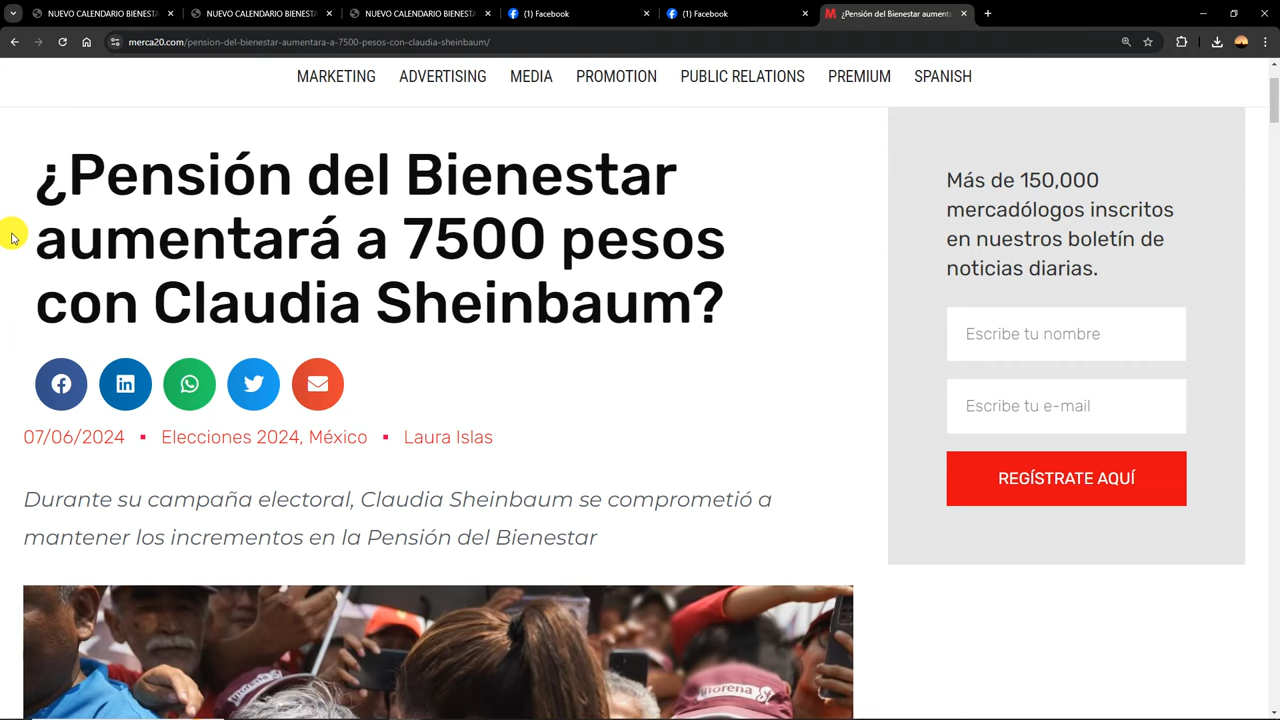 NUEVO CALENDARIO BIENEST
NUEVO CALENDARIO BIENEST
NUEVO CALENDARIO BIENEST
(1) Facebook
(1) Facebook
¿Pensión del Bienestar aument
merca20.com/pension-del-bienestar-aumentara-a-7500-pesos-con-claudia-sheinbaum/
MARKETING ADVERTISING MEDIA PROMOTION PUBLIC RELATIONS PREMIUM SPANISH
¿Pensión del Bienestar
aumentará a 7500 pesos
con Claudia Sheinbaum?
07/06/2024 ▪ Elecciones 2024, México ▪ Laura Islas
Durante su campaña electoral, Claudia Sheinbaum se comprometió a
mantener los incrementos en la Pensión del Bienestar
morena
Más de 150,000
mercadólogos inscritos
en nuestros boletín de
noticias diarias.
Escribe tu nombre
Escribe tu e-mail
REGÍSTRATE AQUÍ